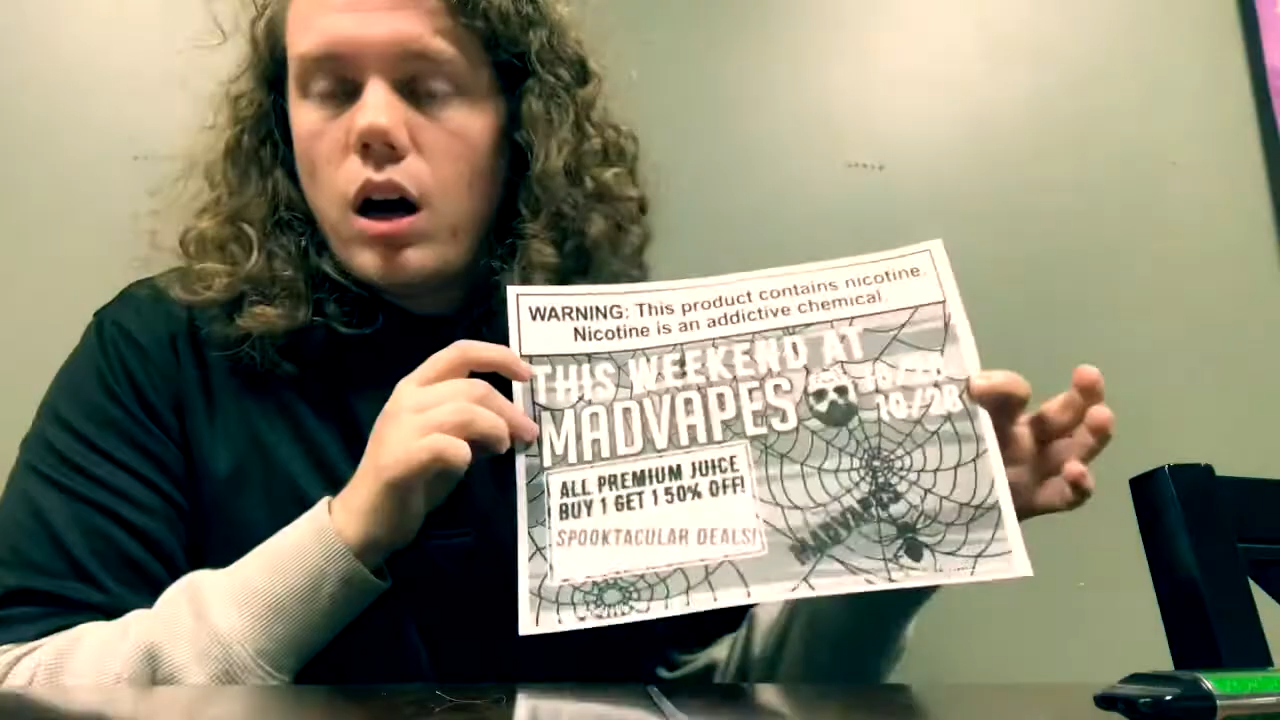 WARNING: This product contains nicotine.
Nicotine is an addictive chemical.
THIS WEEKEND AT
MADVAPES
10/28
ALL PREMIUM JUICE
BUY 1 GET 1 50% OFF!
SPOOKTACULAR DEALS!
MADVAPES